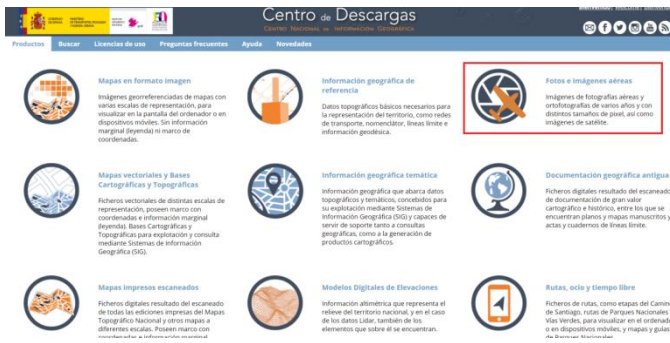 Centro de Descargas
CENTRO NACIONAL DE INFORMACIÓN GEOGRÁFICA
Productos Buscar Licencias de uso Preguntas frecuentes Ayuda Novedades
Mapas en formato imagen
Imágenes georreferenciadas de mapas con
varias escalas de representación, para
visualizar en la pantalla del ordenador o en
dispositivos móviles. Sin información
marginal (leyenda) ni marco de
coordenadas.
Información geográfica de
referencia
Datos topográficos básicos necesarios para
la representación del territorio, como redes
de transporte, nomenclátor, líneas límite e
información geodésica.
Fotos e imágenes aéreas
Imágenes de fotografías aéreas y
ortofotografías de varios años y con
distintos tamaños de píxel, así como
imágenes de satélite.
Mapas vectoriales y Bases
Cartográficas y Topográficas
Ficheros vectoriales de distintas escalas de
representación, poseen marco con
coordenadas e información marginal
(leyenda). Bases Cartográficas y
Topográficas para explotación y consulta
mediante Sistemas de Información
Geográfica (SIG).
Información geográfica temática
Información geográfica que abarca datos
topográficos y temáticos, concebidos para
su explotación mediante Sistemas de
Información Geográfica (SIG) y capaces de
servir de soporte tanto a consultas
geográficas, como a la generación de
productos cartográficos.
Documentación geográfica antigua
Ficheros digitales resultado del escaneado
de documentación de gran valor
cartográfico e histórico, entre los que se
encuentran planos y mapas manuscritos y
actas y cuadernos de líneas límite.
Mapas impresos escaneados
Ficheros digitales resultado del escaneado
de todas las ediciones impresas del Mapas
Topográfico Nacional y otros mapas a
diferentes escalas. Poseen marco con
coordenadas e información marginal
Modelos Digitales de Elevaciones
Información altimétrica que representa el
relieve del territorio nacional, y en el caso
de los datos Lidar, también de los
elementos que sobre él se encuentran.
Rutas, ocio y tiempo libre
Ficheros de rutas, como etapas del Camino
de Santiago, rutas de Parques Nacionales
Vías Verdes, para visualizar en el ordenador
o en dispositivos móviles, y mapas y guías
de Parques Nacionales